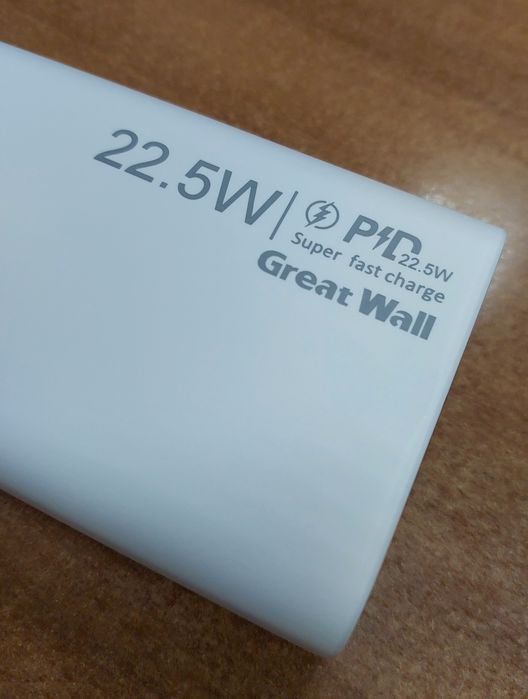 22.5W
PD 22.5W
Super fast charge
Great Wall